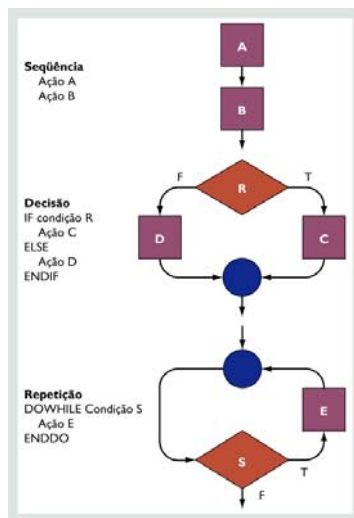 A
Seqüência
Ação A
Ação B
B
F
T
R
Decisão
IF condição R
Ação C
ELSE
Ação D
ENDIF
D
C
Repetição
DOWHILE Condição S
Ação E
ENDDO
E
S
T
F